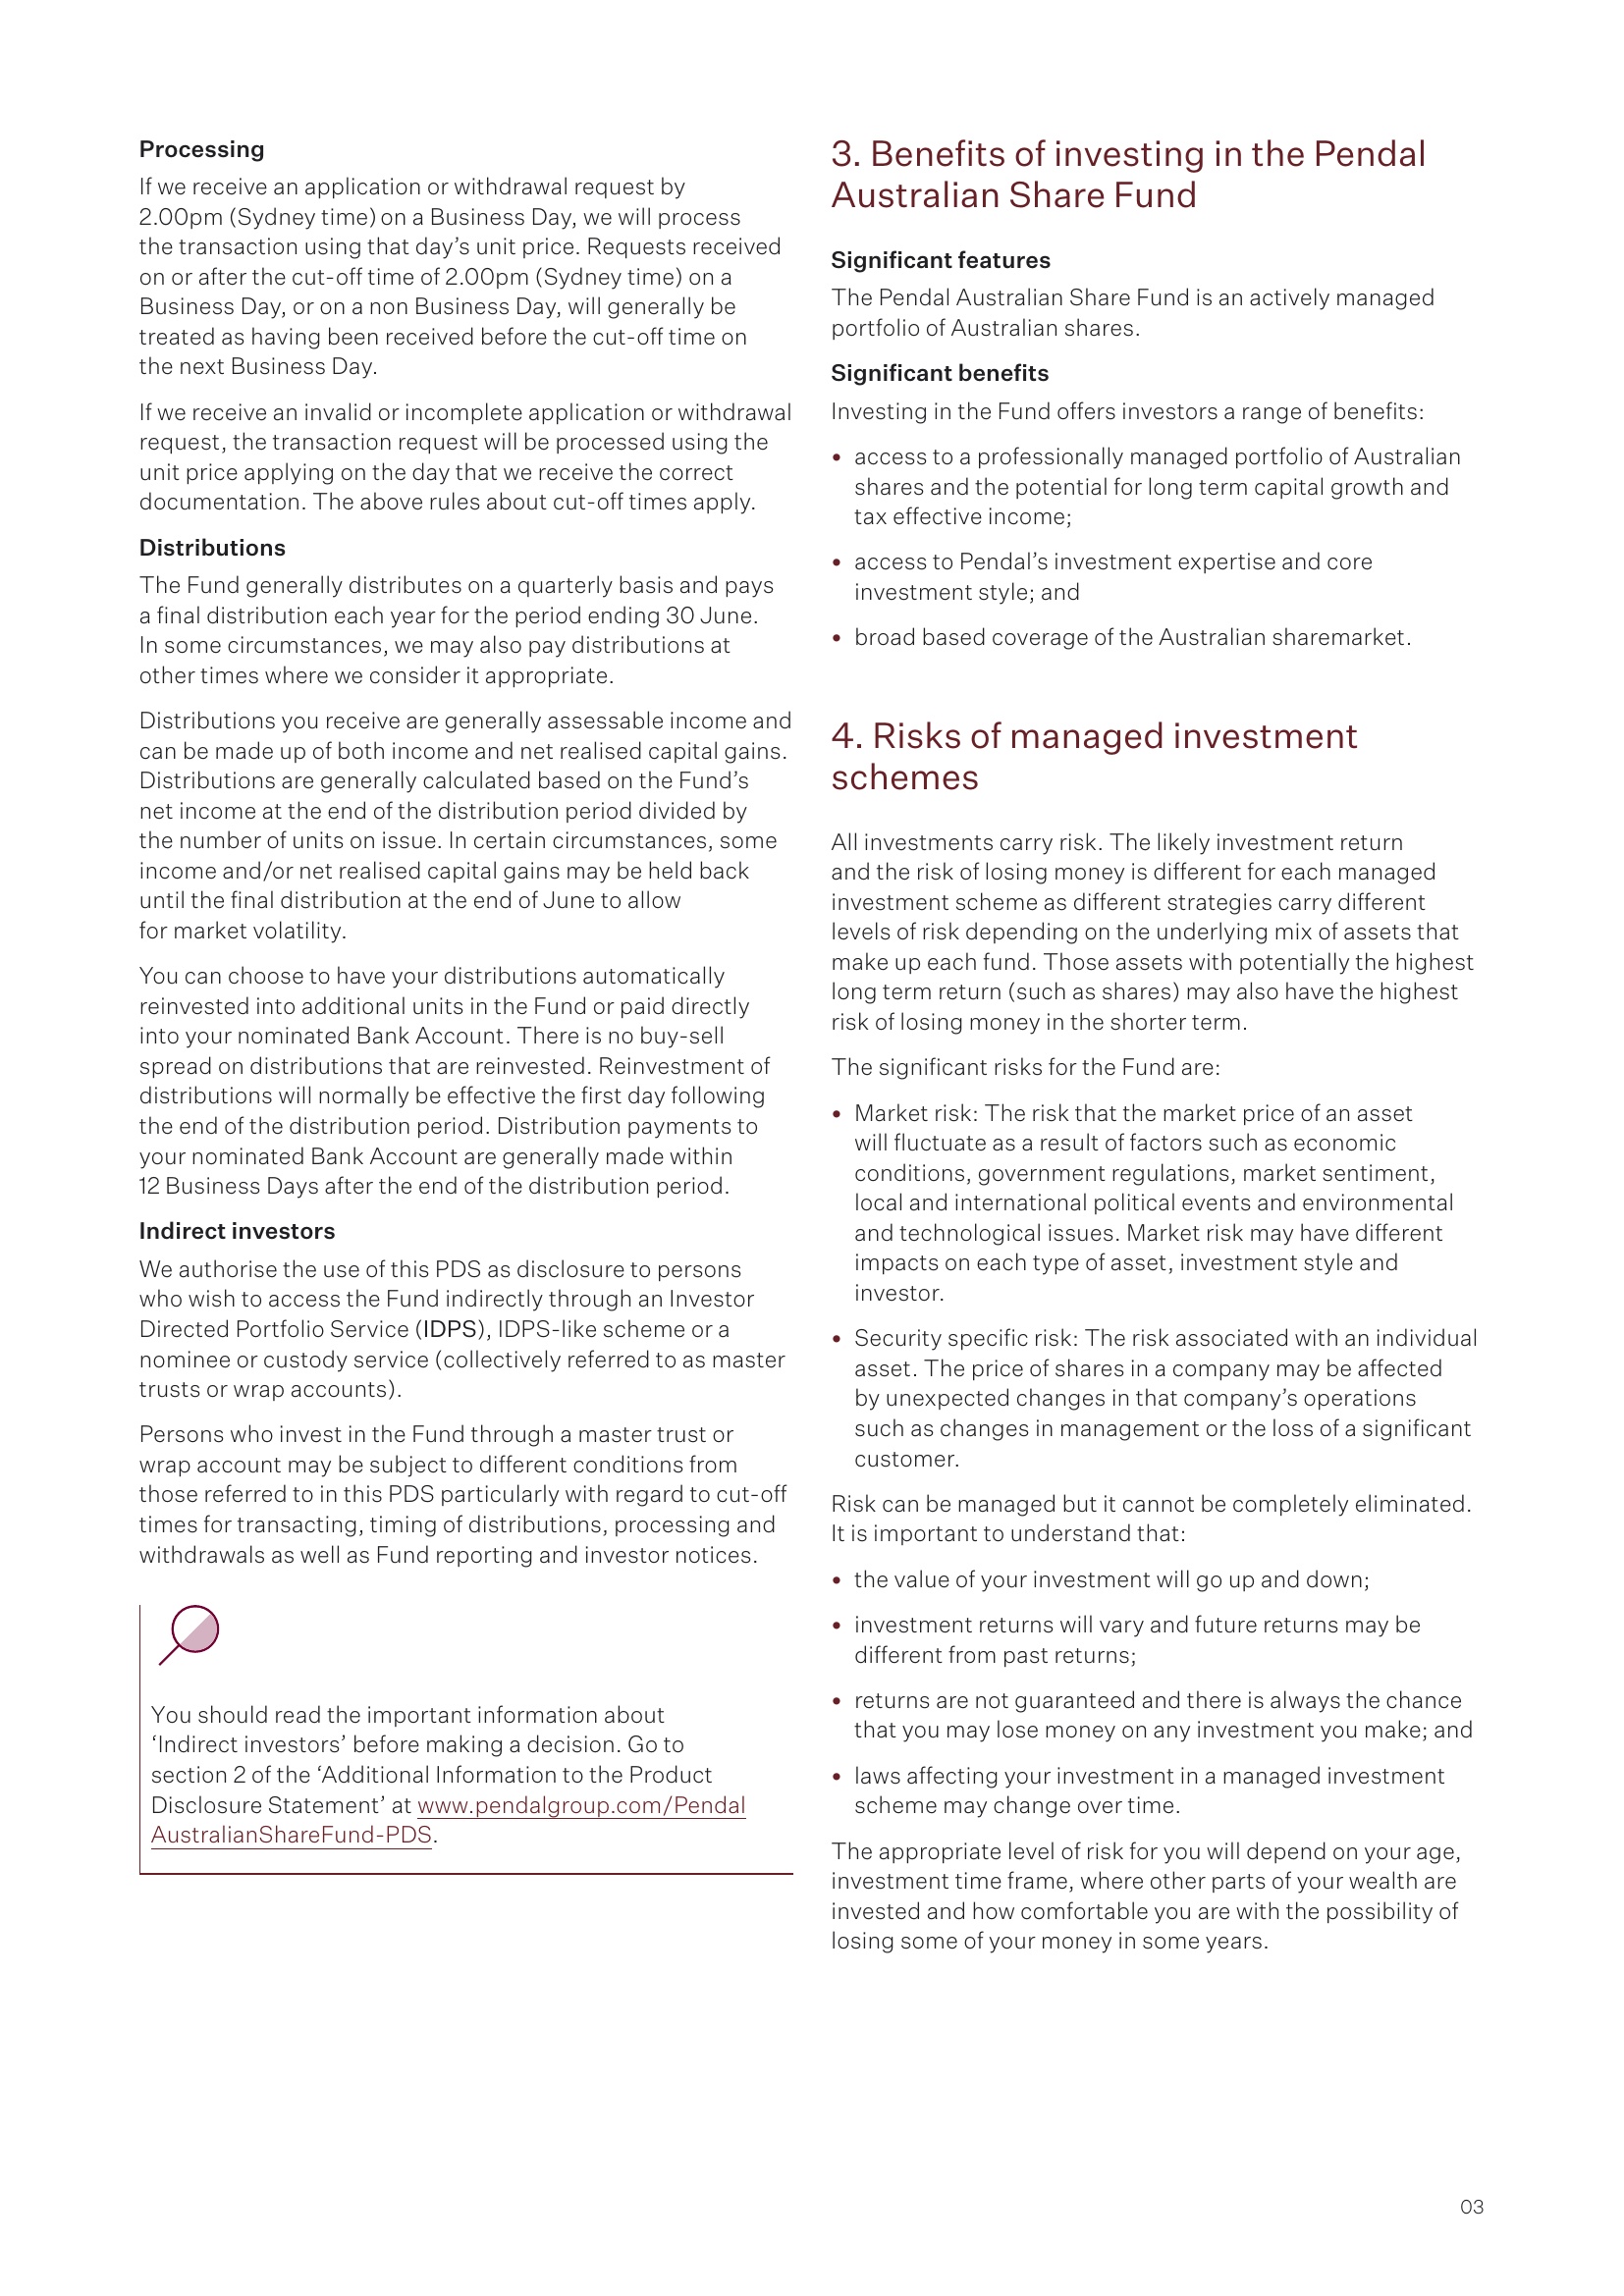 Processing
If we receive an application or withdrawal request by
2.00pm (Sydney time) on a Business Day, we will process
the transaction using that day’s unit price. Requests received
on or after the cut-off time of 2.00pm (Sydney time) on a
Business Day, or on a non Business Day, will generally be
treated as having been received before the cut-off time on
the next Business Day.
If we receive an invalid or incomplete application or withdrawal
request, the transaction request will be processed using the
unit price applying on the day that we receive the correct
documentation. The above rules about cut-off times apply.
Distributions
The Fund generally distributes on a quarterly basis and pays
a final distribution each year for the period ending 30 June.
In some circumstances, we may also pay distributions at
other times where we consider it appropriate.
Distributions you receive are generally assessable income and
can be made up of both income and net realised capital gains.
Distributions are generally calculated based on the Fund’s
net income at the end of the distribution period divided by
the number of units on issue. In certain circumstances, some
income and/or net realised capital gains may be held back
until the final distribution at the end of June to allow
for market volatility.
You can choose to have your distributions automatically
reinvested into additional units in the Fund or paid directly
into your nominated Bank Account. There is no buy-sell
spread on distributions that are reinvested. Reinvestment of
distributions will normally be effective the first day following
the end of the distribution period. Distribution payments to
your nominated Bank Account are generally made within
12 Business Days after the end of the distribution period.
Indirect investors
We authorise the use of this PDS as disclosure to persons
who wish to access the Fund indirectly through an Investor
Directed Portfolio Service (IDPS), IDPS-like scheme or a
nominee or custody service (collectively referred to as master
trusts or wrap accounts).
Persons who invest in the Fund through a master trust or
wrap account may be subject to different conditions from
those referred to in this PDS particularly with regard to cut-off
times for transacting, timing of distributions, processing and
withdrawals as well as Fund reporting and investor notices.
You should read the important information about
‘Indirect investors’ before making a decision. Go to
section 2 of the ‘Additional Information to the Product
Disclosure Statement’ at www.pendalgroup.com/Pendal
AustralianShareFund-PDS.
3. Benefits of investing in the Pendal
Australian Share Fund
Significant features
The Pendal Australian Share Fund is an actively managed
portfolio of Australian shares.
Significant benefits
Investing in the Fund offers investors a range of benefits:
• access to a professionally managed portfolio of Australian
shares and the potential for long term capital growth and
tax effective income;
• access to Pendal’s investment expertise and core
investment style; and
• broad based coverage of the Australian sharemarket.
4. Risks of managed investment
schemes
All investments carry risk. The likely investment return
and the risk of losing money is different for each managed
investment scheme as different strategies carry different
levels of risk depending on the underlying mix of assets that
make up each fund. Those assets with potentially the highest
long term return (such as shares) may also have the highest
risk of losing money in the shorter term.
The significant risks for the Fund are:
• Market risk: The risk that the market price of an asset
will fluctuate as a result of factors such as economic
conditions, government regulations, market sentiment,
local and international political events and environmental
and technological issues. Market risk may have different
impacts on each type of asset, investment style and
investor.
• Security specific risk: The risk associated with an individual
asset. The price of shares in a company may be affected
by unexpected changes in that company’s operations
such as changes in management or the loss of a significant
customer.
Risk can be managed but it cannot be completely eliminated.
It is important to understand that:
• the value of your investment will go up and down;
• investment returns will vary and future returns may be
different from past returns;
• returns are not guaranteed and there is always the chance
that you may lose money on any investment you make; and
• laws affecting your investment in a managed investment
scheme may change over time.
The appropriate level of risk for you will depend on your age,
investment time frame, where other parts of your wealth are
invested and how comfortable you are with the possibility of
losing some of your money in some years.
03